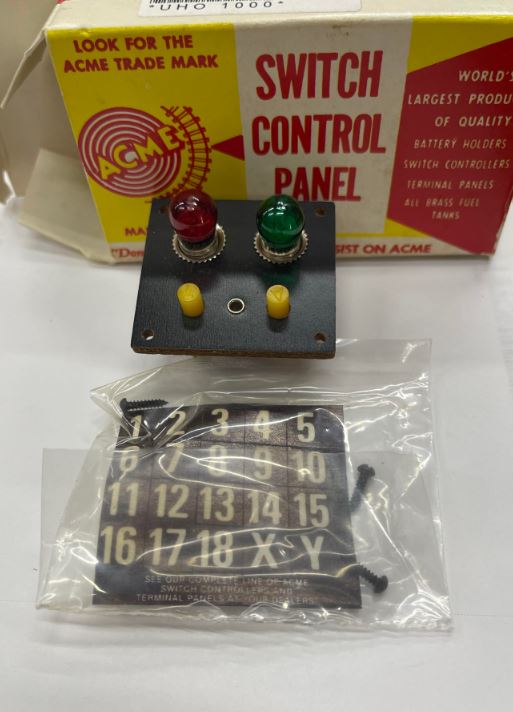 "UHO 1000"
LOOK FOR THE
ACME TRADE MARK
ACME
SWITCH
CONTROL
PANEL
WORLD'S
LARGEST PRODU
OF QUALITY
BATTERY HOLDERS
SWITCH CONTROLLERS
TERMINAL PANELS
ALL BRASS FUEL
TANKS
MA
"Dem
SIST ON ACME
1 2 3 4 5
6 7 8 9 10
11 12 13 14 15
16 17 18 X Y
SEE OUR COMPLETE LINE OF ACME
SWITCH CONTROLLERS AND
TERMINAL PANELS AT YOUR DEALERS